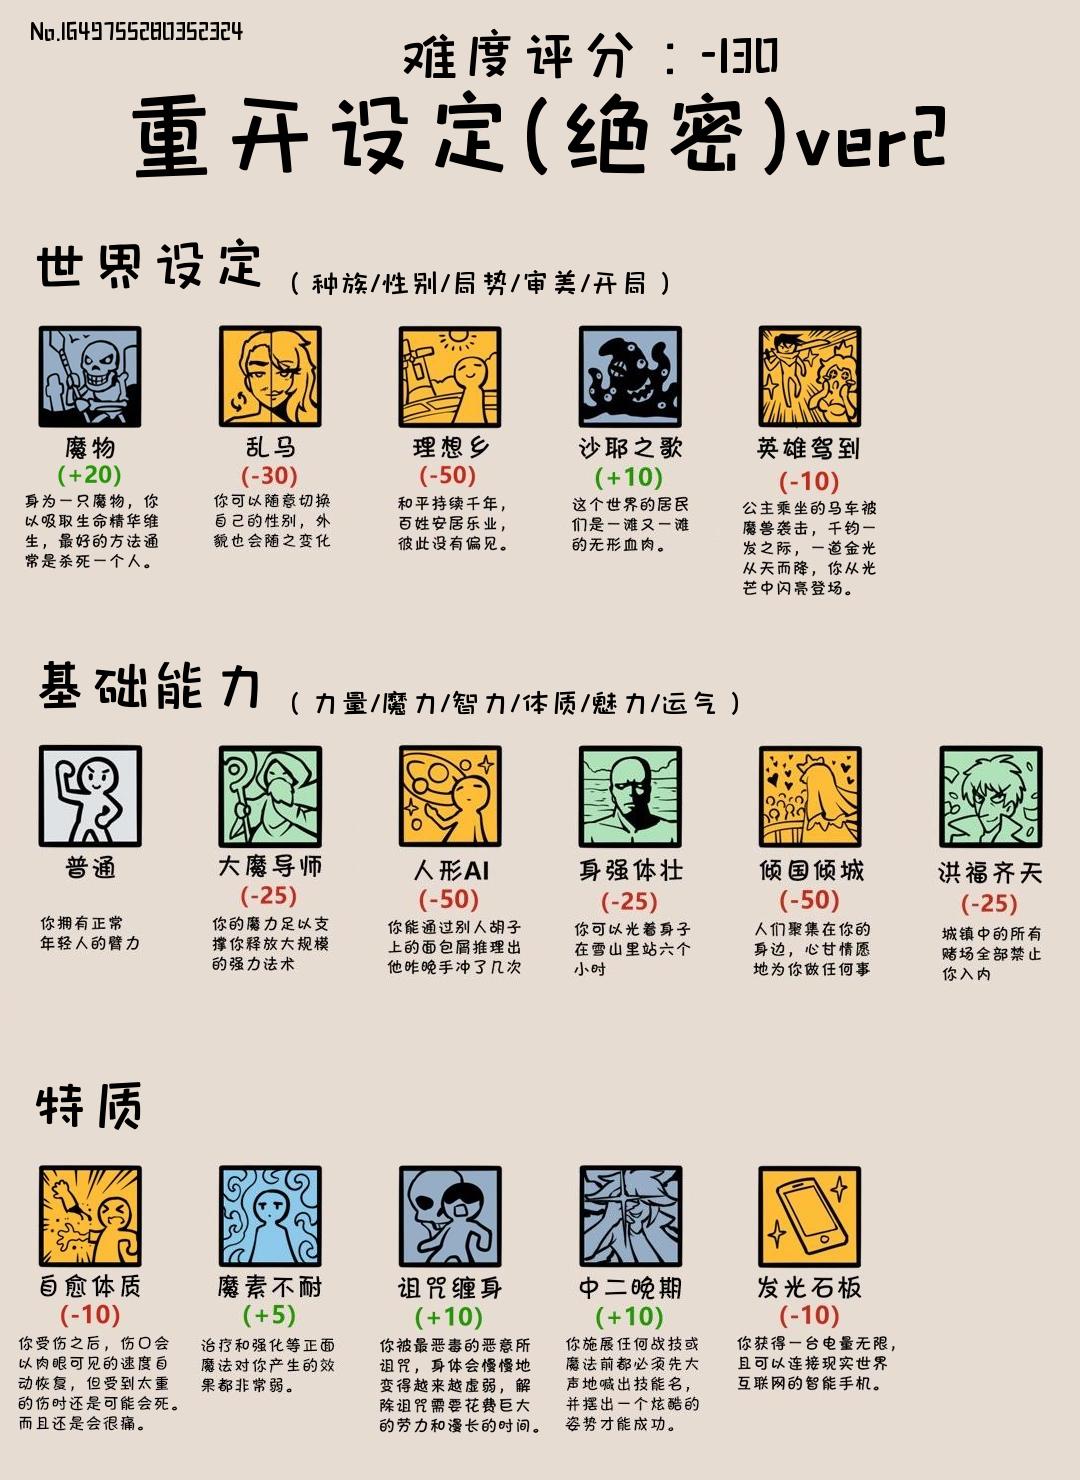 No.1649755280352324
难度评分：-130
重开设定(绝密)ver2
世界设定（种族/性别/局势/审美/开局）
魔物
(+20)
身为一只魔物，你
以吸取生命精华维
生，最好的方法通
常是杀死一个人。
乱马
(-30)
你可以随意切换
自己的性别，外
貌也会随之变化
理想乡
(-50)
和平持续千年，
百姓安居乐业，
彼此没有偏见。
沙耶之歌
(+10)
这个世界的居民
们是一滩又一滩
的无形血肉。
英雄驾到
(-10)
公主乘坐的马车被
魔兽袭击，千钧一
发之际，一道金光
从天而降，你从光
芒中闪亮登场。
基础能力（力量/魔力/智力/体质/魅力/运气）
普通
你拥有正常
年轻人的臂力
大魔导师
(-25)
你的魔力足以支
撑你释放大规模
的强力法术
人形AI
(-50)
你能通过别人胡子
上的面包屑推理出
他昨晚手冲了几次
身强体壮
(-25)
你可以光着身子
在雪山里站六个
小时
倾国倾城
(-50)
人们聚集在你的
身边，心甘情愿
地为你做任何事
洪福齐天
(-25)
城镇中的所有
赌场全部禁止
你入内
特质
自愈体质
(-10)
你受伤之后，伤口会
以肉眼可见的速度自
动恢复，但受到太重
的伤时还是可能会死。
而且还是会很痛。
魔素不耐
(+5)
治疗和强化等正面
魔法对你产生的效
果都非常弱。
诅咒缠身
(+10)
你被最恶毒的恶意所
诅咒，身体会慢慢地
变得越来越虚弱，解
除诅咒需要花费巨大
的劳力和漫长的时间。
中二晚期
(+10)
你施展任何战技或
魔法前都必须先大
声地喊出技能名，
并摆出一个炫酷的
姿势才能成功。
发光石板
(-10)
你获得一台电量无限，
且可以连接现实世界
互联网的智能手机。